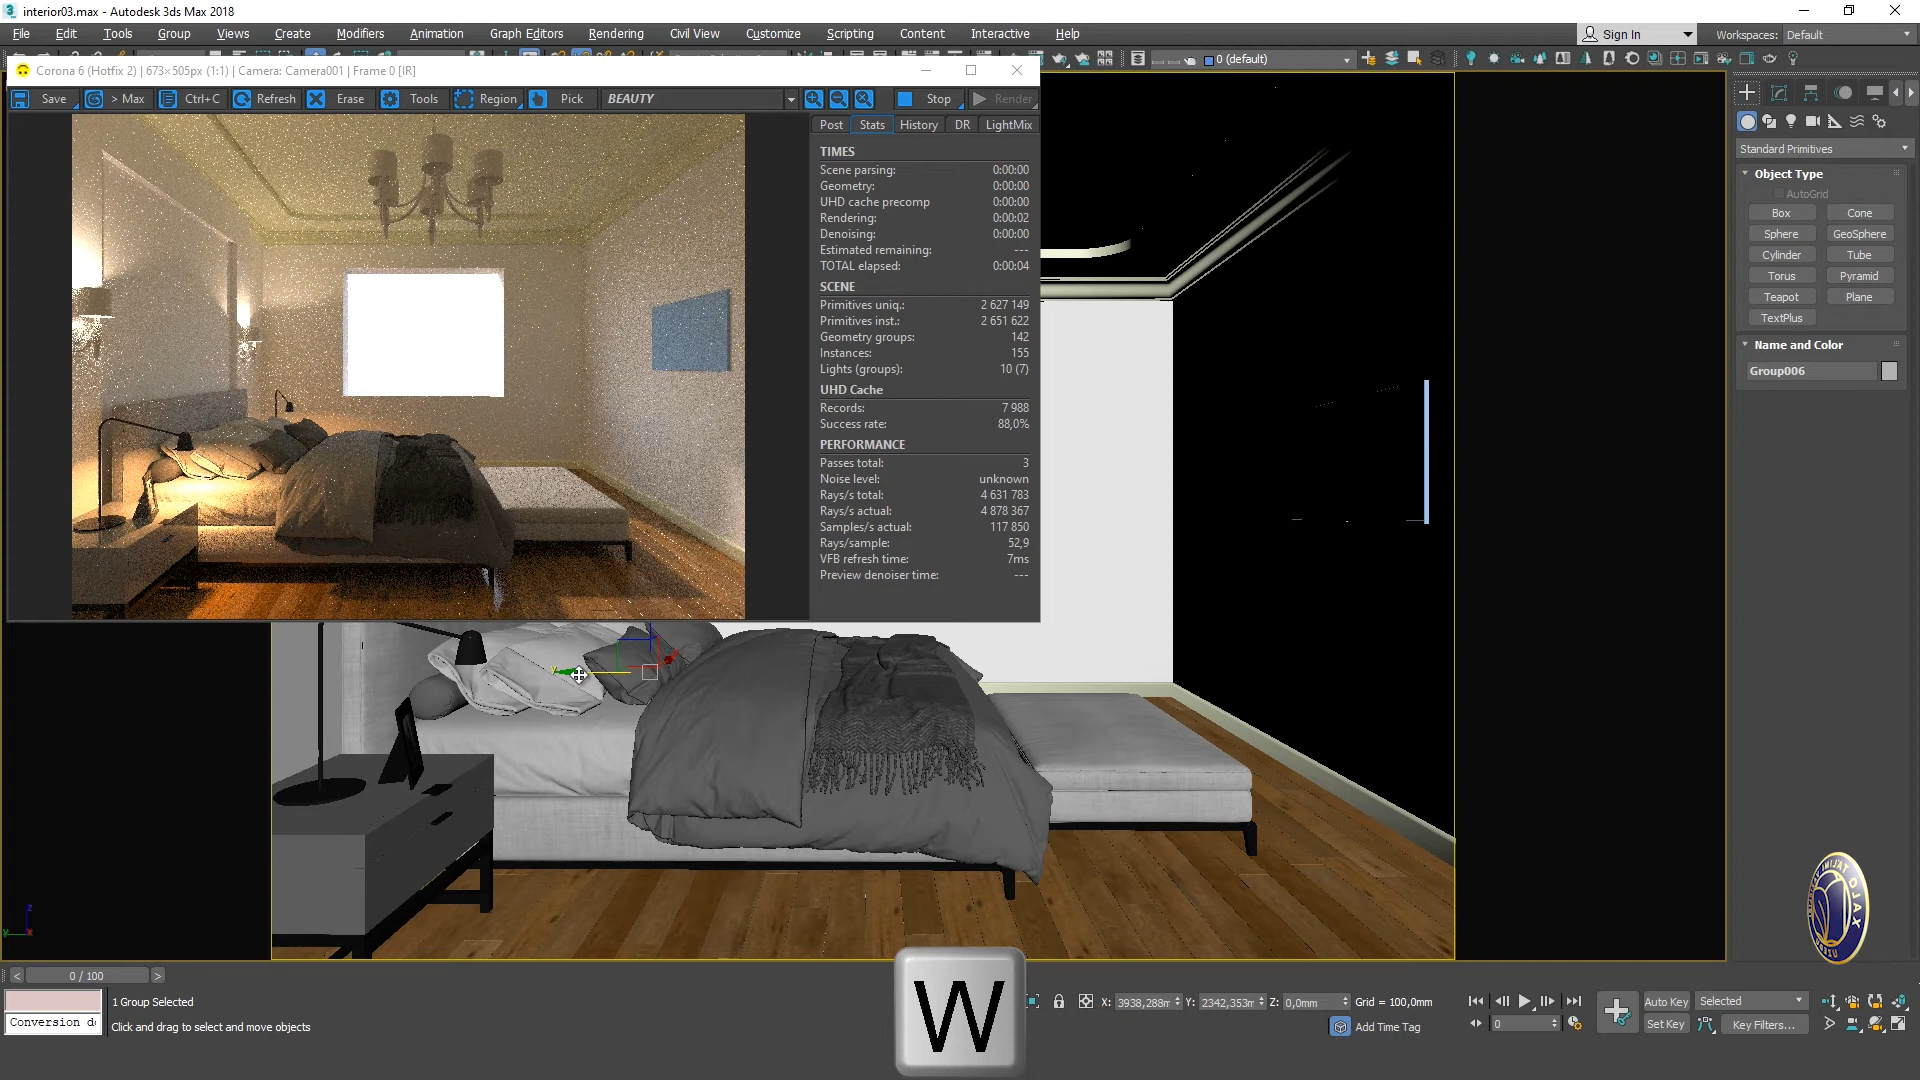 interior03.max - Autodesk 3ds Max 2018
File Edit Tools Group Views Create Modifiers Animation Graph Editors Rendering Civil View Customize Scripting Content Interactive Help
Sign In Workspaces: Default
0 (default)
Corona 6 (Hotfix 2) | 673×505px (1:1) | Camera: Camera001 | Frame 0 [IR]
Save > Max Ctrl+C Refresh Erase Tools Region Pick BEAUTY Stop Render
Post Stats History DR LightMix
TIMES
Scene parsing: 0:00:00
Geometry: 0:00:00
UHD cache precomp 0:00:00
Rendering: 0:00:02
Denoising: 0:00:00
Estimated remaining: ---
TOTAL elapsed: 0:00:04
SCENE
Primitives uniq.: 2 627 149
Primitives inst.: 2 651 622
Geometry groups: 142
Instances: 155
Lights (groups): 10 (7)
UHD Cache
Records: 7 988
Success rate: 88,0%
PERFORMANCE
Passes total: 3
Noise level: unknown
Rays/s total: 4 631 783
Rays/s actual: 4 878 367
Samples/s actual: 117 850
Rays/sample: 52,9
VFB refresh time: 7ms
Preview denoiser time: ---
Standard Primitives
Object Type
AutoGrid
Box Cone
Sphere GeoSphere
Cylinder Tube
Torus Pyramid
Teapot Plane
TextPlus
Name and Color
Group006
y
z
y x
W
< 0 / 100 >
1 Group Selected
Click and drag to select and move objects
X: 3938,288m Y: 2342,353m Z: 0,0mm Grid = 100,0mm
Add Time Tag
0
Auto Key Selected
Set Key Key Filters...